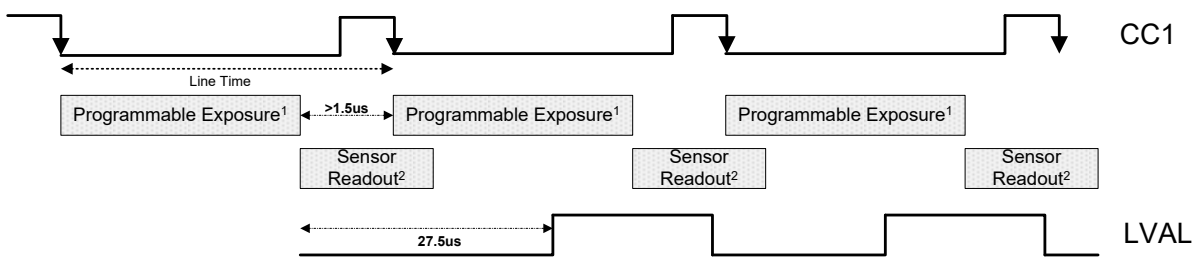 CC1
Line Time
Programmable Exposure¹
>1.5us
Programmable Exposure¹
Programmable Exposure¹
Sensor
Readout²
Sensor
Readout²
Sensor
Readout²
27.5us
LVAL